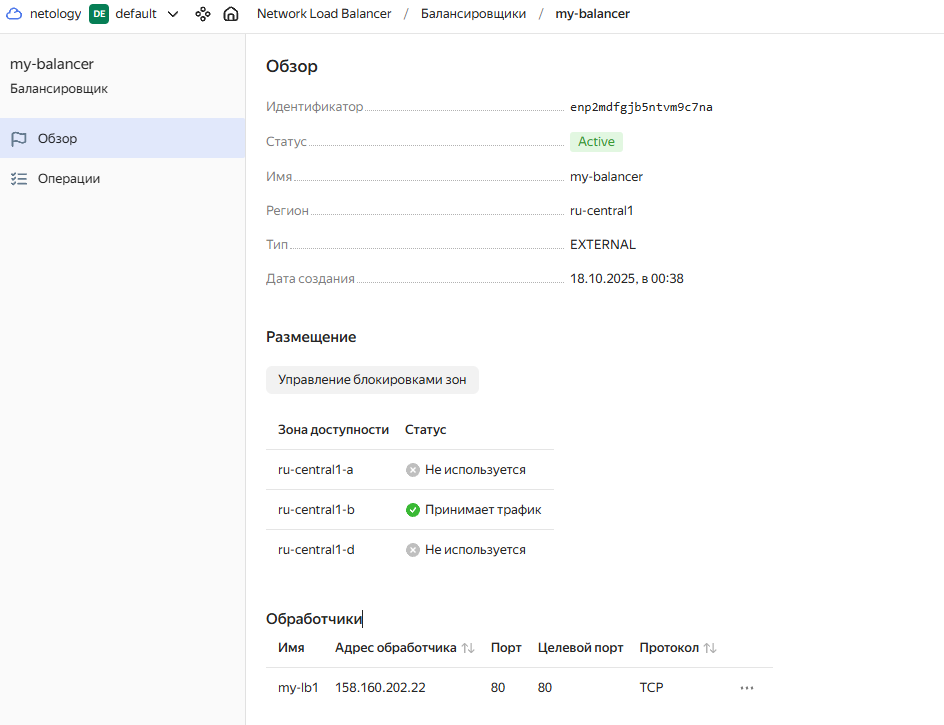 netology DE default Network Load Balancer / Балансировщики / my-balancer
my-balancer
Балансировщик
Обзор
Операции
Обзор
Идентификатор enp2mdfgjb5ntvm9c7na
Статус Active
Имя my-balancer
Регион ru-central1
Тип EXTERNAL
Дата создания 18.10.2025, в 00:38
Размещение
Управление блокировками зон
Зона доступности Статус
ru-central1-a Не используется
ru-central1-b Принимает трафик
ru-central1-d Не используется
Обработчики
Имя Адрес обработчика Порт Целевой порт Протокол
my-lb1 158.160.202.22 80 80 TCP